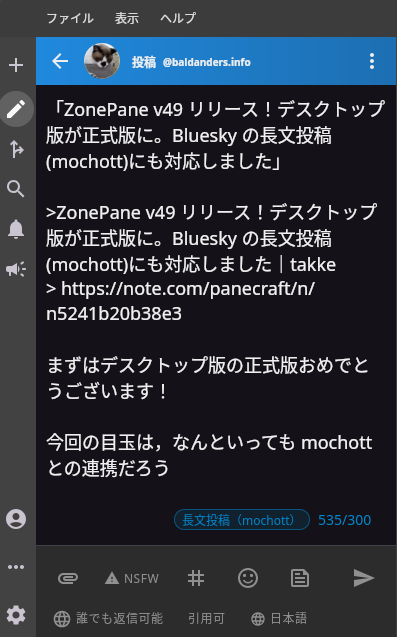 ファイル 表示 ヘルプ
投稿 @baldanders.info
「ZonePane v49 リリース！デスクトップ
版が正式版に。Bluesky の長文投稿
(mochott)にも対応しました」
>ZonePane v49 リリース！デスクトップ
版が正式版に。Bluesky の長文投稿
(mochott)にも対応しました｜takke
> https://note.com/panecraft/n/
n5241b20b38e3
まずはデスクトップ版の正式版おめでと
うございます！
今回の目玉は，なんといっても mochott
との連携だろう
長文投稿（mochott） 535/300
NSFW
誰でも返信可能 引用可 日本語